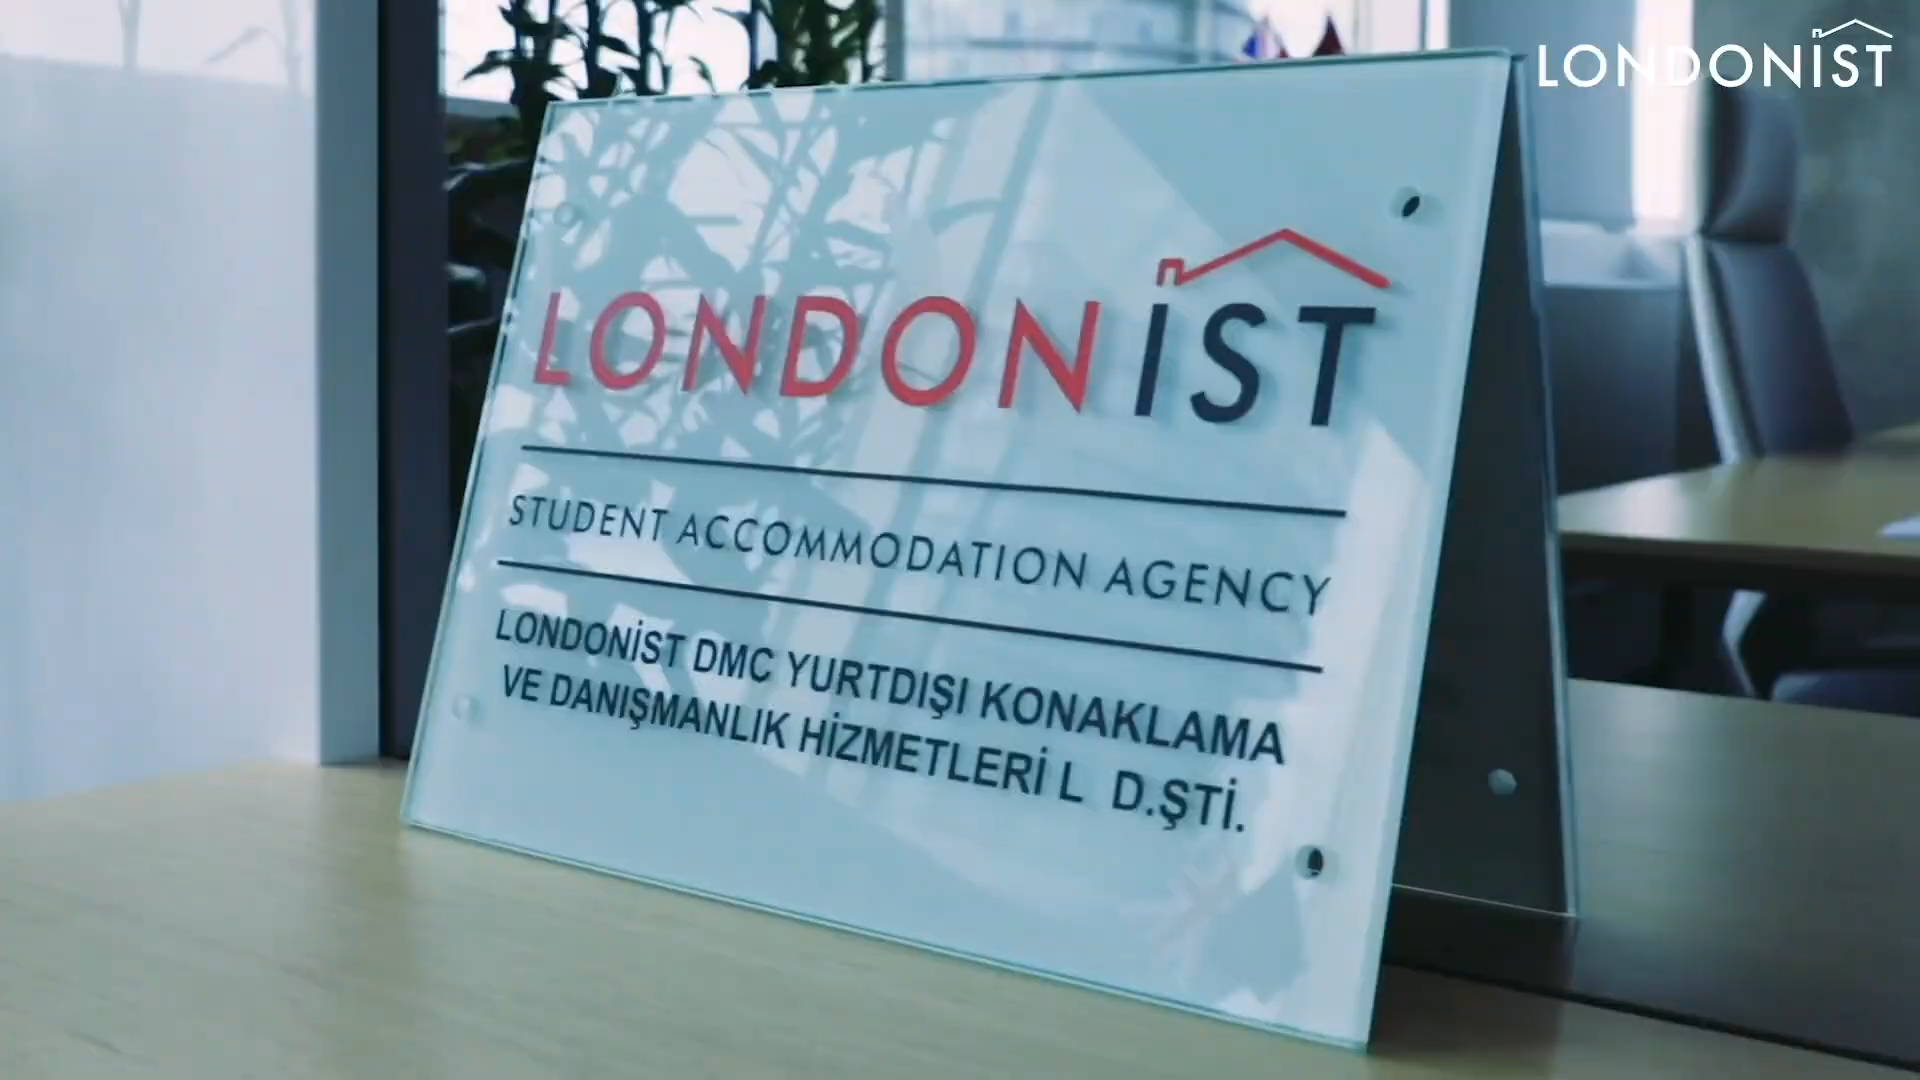 LONDONİST
LONDONİST
STUDENT ACCOMMODATION AGENCY
LONDONİST DMC YURTDIŞI KONAKLAMA
VE DANIŞMANLIK HİZMETLERİ L D.ŞTİ.